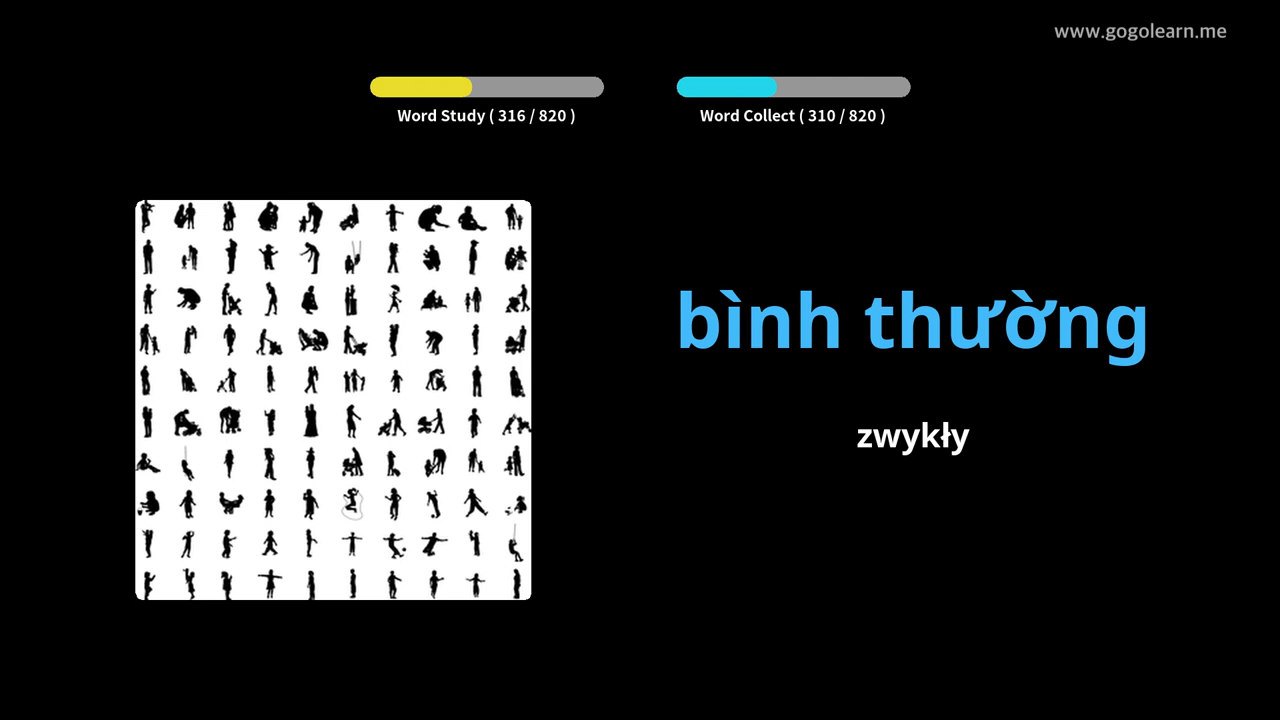 www.gogolearn.me
Word Study ( 316 / 820 )
Word Collect ( 310 / 820 )
bình thường
zwykły